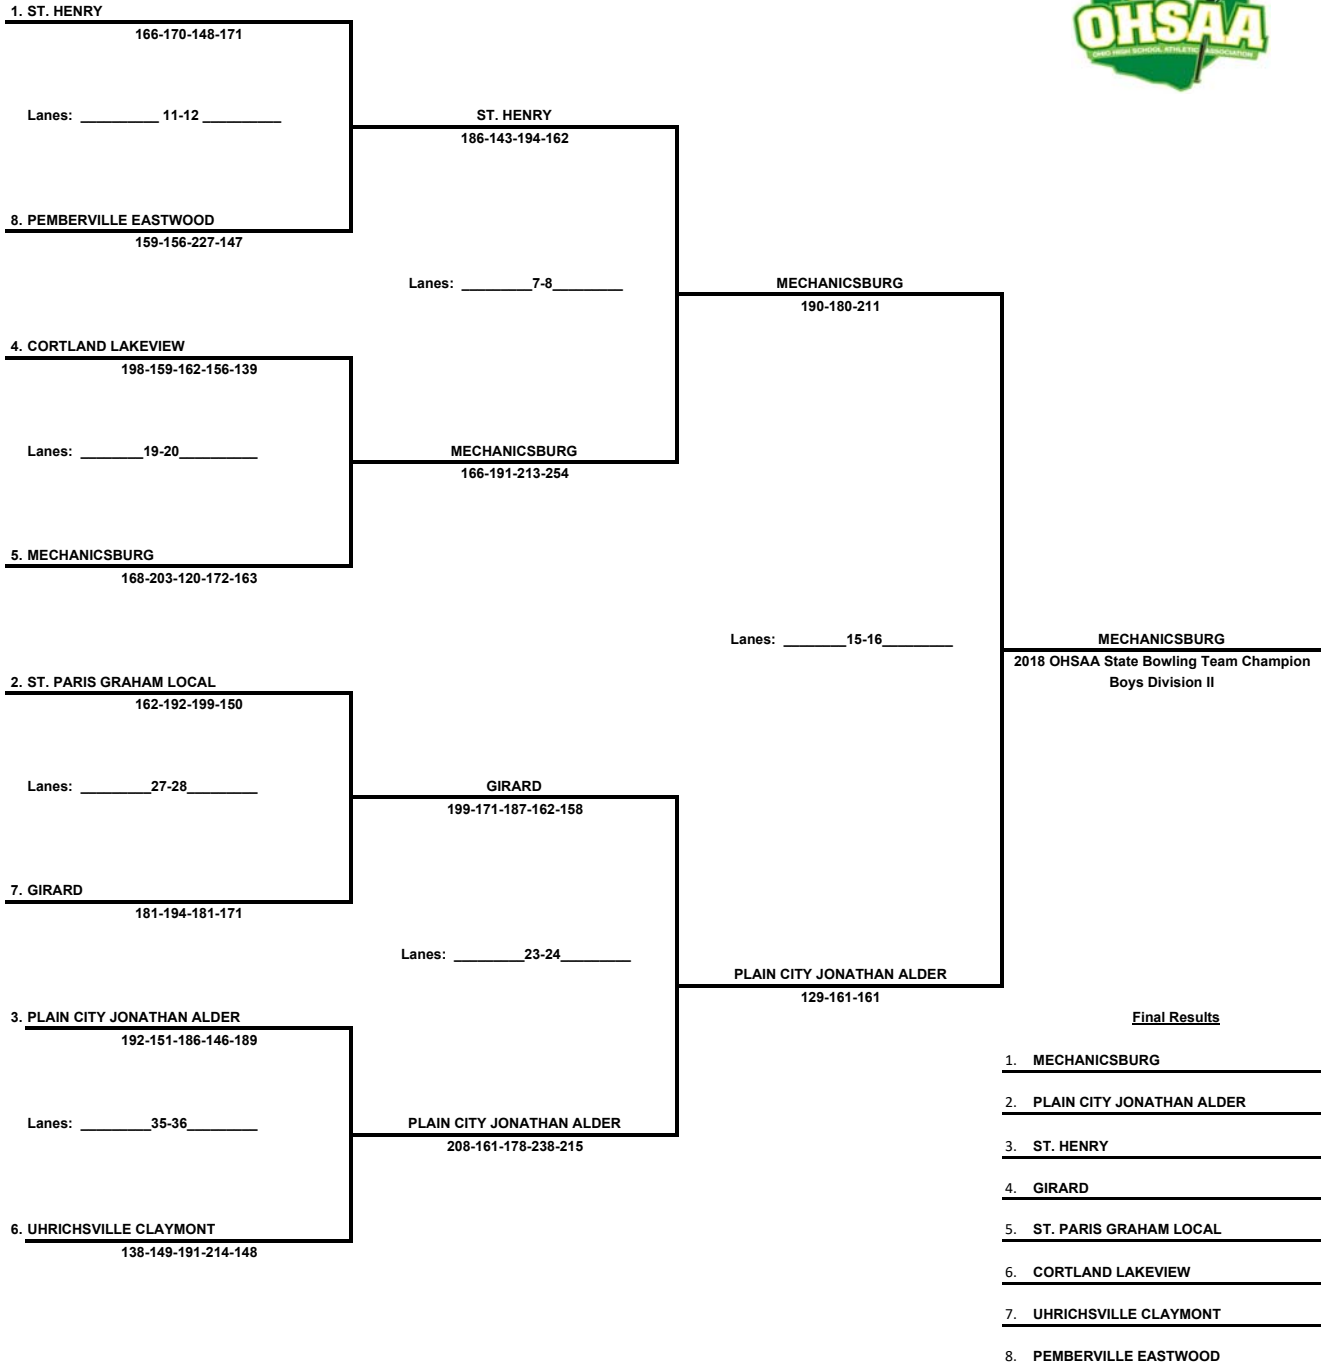 OHSAA
OHIO HIGH SCHOOL ATHLETIC ASSOCIATION
1. ST. HENRY
166-170-148-171
Lanes: __________ 11-12 __________
ST. HENRY
186-143-194-162
8. PEMBERVILLE EASTWOOD
159-156-227-147
Lanes: _________7-8_________
MECHANICSBURG
190-180-211
4. CORTLAND LAKEVIEW
198-159-162-156-139
Lanes: ________19-20__________
MECHANICSBURG
166-191-213-254
5. MECHANICSBURG
168-203-120-172-163
Lanes: ________15-16_________
MECHANICSBURG
2018 OHSAA State Bowling Team Champion
Boys Division II
2. ST. PARIS GRAHAM LOCAL
162-192-199-150
Lanes: _________27-28_________
GIRARD
199-171-187-162-158
7. GIRARD
181-194-181-171
Lanes: _________23-24_________
PLAIN CITY JONATHAN ALDER
129-161-161
3. PLAIN CITY JONATHAN ALDER
192-151-186-146-189
Lanes: _________35-36_________
PLAIN CITY JONATHAN ALDER
208-161-178-238-215
6. UHRICHSVILLE CLAYMONT
138-149-191-214-148
Final Results
1. MECHANICSBURG
2. PLAIN CITY JONATHAN ALDER
3. ST. HENRY
4. GIRARD
5. ST. PARIS GRAHAM LOCAL
6. CORTLAND LAKEVIEW
7. UHRICHSVILLE CLAYMONT
8. PEMBERVILLE EASTWOOD